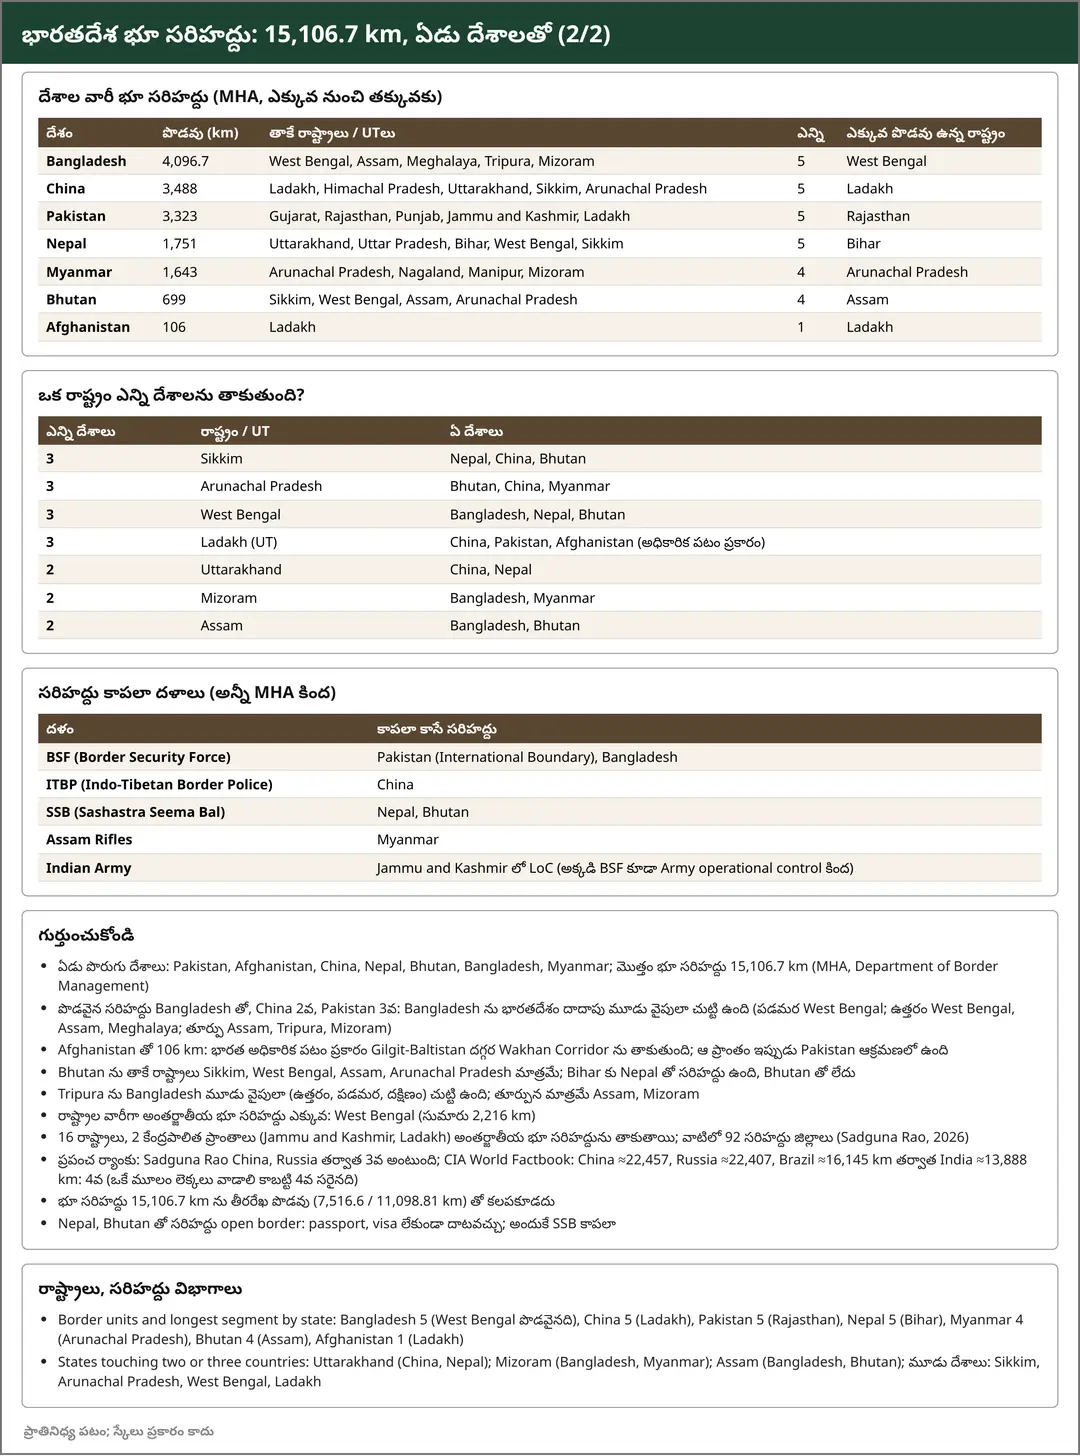 భారతదేశ భూ సరిహద్దు: 15,106.7 km, ఏడు దేశాలతో (2/2)
దేశాల వారీ భూ సరిహద్దు (MHA, ఎక్కువ నుంచి తక్కువకు)
దేశం పొడవు (km) తాకే రాష్ట్రాలు / UTలు ఎన్ని ఎక్కువ పొడవు ఉన్న రాష్ట్రం
Bangladesh 4,096.7 West Bengal, Assam, Meghalaya, Tripura, Mizoram 5 West Bengal
China 3,488 Ladakh, Himachal Pradesh, Uttarakhand, Sikkim, Arunachal Pradesh 5 Ladakh
Pakistan 3,323 Gujarat, Rajasthan, Punjab, Jammu and Kashmir, Ladakh 5 Rajasthan
Nepal 1,751 Uttarakhand, Uttar Pradesh, Bihar, West Bengal, Sikkim 5 Bihar
Myanmar 1,643 Arunachal Pradesh, Nagaland, Manipur, Mizoram 4 Arunachal Pradesh
Bhutan 699 Sikkim, West Bengal, Assam, Arunachal Pradesh 4 Assam
Afghanistan 106 Ladakh 1 Ladakh
ఒక రాష్ట్రం ఎన్ని దేశాలను తాకుతుంది?
ఎన్ని దేశాలు రాష్ట్రం / UT ఏ దేశాలు
3 Sikkim Nepal, China, Bhutan
3 Arunachal Pradesh Bhutan, China, Myanmar
3 West Bengal Bangladesh, Nepal, Bhutan
3 Ladakh (UT) China, Pakistan, Afghanistan (అధికారిక పటం ప్రకారం)
2 Uttarakhand China, Nepal
2 Mizoram Bangladesh, Myanmar
2 Assam Bangladesh, Bhutan
సరిహద్దు కాపలా దళాలు (అన్నీ MHA కింద)
దళం కాపలా కాసే సరిహద్దు
BSF (Border Security Force) Pakistan (International Boundary), Bangladesh
ITBP (Indo-Tibetan Border Police) China
SSB (Sashastra Seema Bal) Nepal, Bhutan
Assam Rifles Myanmar
Indian Army Jammu and Kashmir లో LoC (అక్కడి BSF కూడా Army operational control కింద)
గుర్తుంచుకోండి
• ఏడు పొరుగు దేశాలు: Pakistan, Afghanistan, China, Nepal, Bhutan, Bangladesh, Myanmar; మొత్తం భూ సరిహద్దు 15,106.7 km (MHA, Department of Border
Management)
• పొడవైన సరిహద్దు Bangladesh తో, China 2వ, Pakistan 3వ: Bangladesh ను భారతదేశం దాదాపు మూడు వైపులా చుట్టి ఉంది (పడమర West Bengal; ఉత్తరం West Bengal,
Assam, Meghalaya; తూర్పు Assam, Tripura, Mizoram)
• Afghanistan తో 106 km: భారత అధికారిక పటం ప్రకారం Gilgit-Baltistan దగ్గర Wakhan Corridor ను తాకుతుంది; ఆ ప్రాంతం ఇప్పుడు Pakistan ఆక్రమణలో ఉంది
• Bhutan ను తాకే రాష్ట్రాలు Sikkim, West Bengal, Assam, Arunachal Pradesh మాత్రమే; Bihar కు Nepal తో సరిహద్దు ఉంది, Bhutan తో లేదు
• Tripura ను Bangladesh మూడు వైపులా (ఉత్తరం, పడమర, దక్షిణం) చుట్టి ఉంది; తూర్పున మాత్రమే Assam, Mizoram
• రాష్ట్రాల వారీగా అంతర్జాతీయ భూ సరిహద్దు ఎక్కువ: West Bengal (సుమారు 2,216 km)
• 16 రాష్ట్రాలు, 2 కేంద్రపాలిత ప్రాంతాలు (Jammu and Kashmir, Ladakh) అంతర్జాతీయ భూ సరిహద్దును తాకుతాయి; వాటిలో 92 సరిహద్దు జిల్లాలు (Sadguna Rao, 2026)
• ప్రపంచ ర్యాంకు: Sadguna Rao China, Russia తర్వాత 3వ అంటుంది; CIA World Factbook: China ≈22,457, Russia ≈22,407, Brazil ≈16,145 km తర్వాత India ≈13,888
km: 4వ (ఒకే మూలం లెక్కలు వాడాలి కాబట్టి 4వ సరైనది)
• భూ సరిహద్దు 15,106.7 km ను తీరరేఖ పొడవు (7,516.6 / 11,098.81 km) తో కలపకూడదు
• Nepal, Bhutan తో సరిహద్దు open border: passport, visa లేకుండా దాటవచ్చు; అందుకే SSB కాపలా
రాష్ట్రాలు, సరిహద్దు విభాగాలు
• Border units and longest segment by state: Bangladesh 5 (West Bengal పొడవైనది), China 5 (Ladakh), Pakistan 5 (Rajasthan), Nepal 5 (Bihar), Myanmar 4
(Arunachal Pradesh), Bhutan 4 (Assam), Afghanistan 1 (Ladakh)
• States touching two or three countries: Uttarakhand (China, Nepal); Mizoram (Bangladesh, Myanmar); Assam (Bangladesh, Bhutan); మూడు దేశాలు: Sikkim,
Arunachal Pradesh, West Bengal, Ladakh
ప్రాతినిధ్య పటం; స్కేలు ప్రకారం కాదు